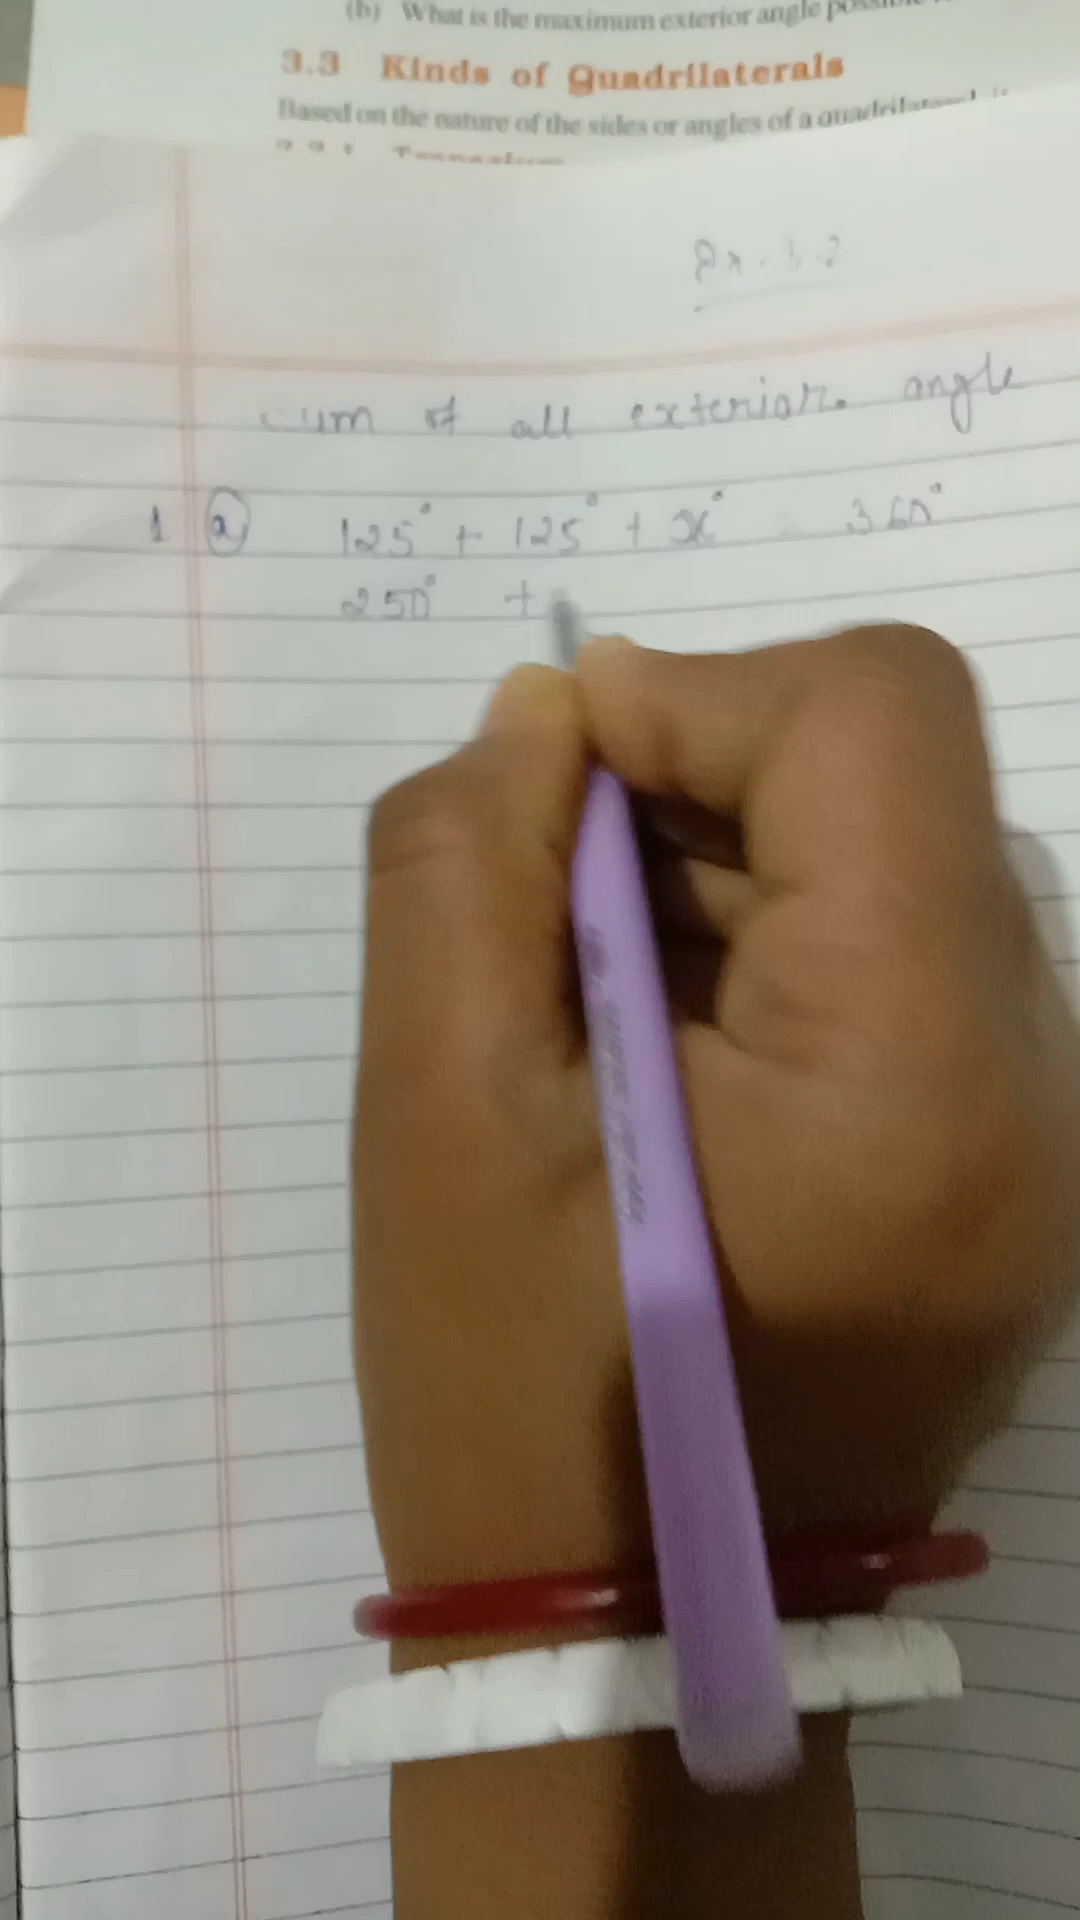 (b) What is the maximum exterior angle
3.3 Kinds of Quadrilaterals
Based on the nature of the sides or angles of a quadrilateral
Ex. 3.2
sum of all exterior angle
1 (a) 125° + 125° + x° = 360°
250° +